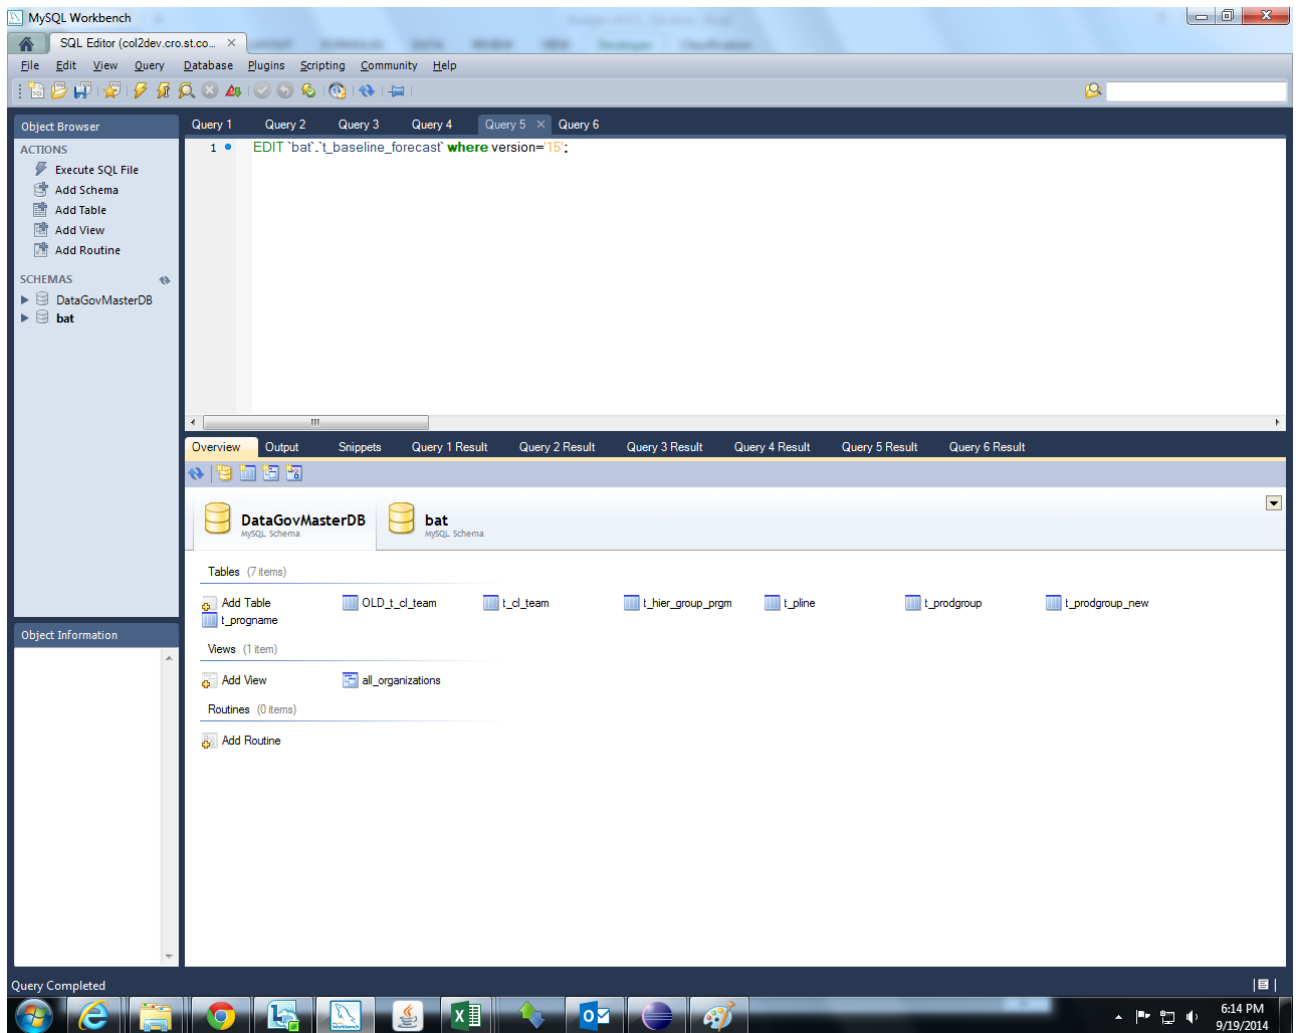 MySQL Workbench
SQL Editor (col2dev.cro.st.co... ×
File Edit View Query Database Plugins Scripting Community Help
Object Browser
Query 1 Query 2 Query 3 Query 4 Query 5 × Query 6
ACTIONS
Execute SQL File
Add Schema
Add Table
Add View
Add Routine
SCHEMAS
DataGovMasterDB
bat
1 EDIT `bat`.`t_baseline_forecast` where version='15';
Overview Output Snippets Query 1 Result Query 2 Result Query 3 Result Query 4 Result Query 5 Result Query 6 Result
DataGovMasterDB
MySQL Schema
bat
MySQL Schema
Tables (7 items)
Add Table OLD_t_cl_team t_cl_team t_hier_group_prgm t_pline t_prodgroup t_prodgroup_new
t_progname
Views (1 item)
Add View all_organizations
Routines (0 items)
Add Routine
Object Information
Query Completed
6:14 PM
9/19/2014